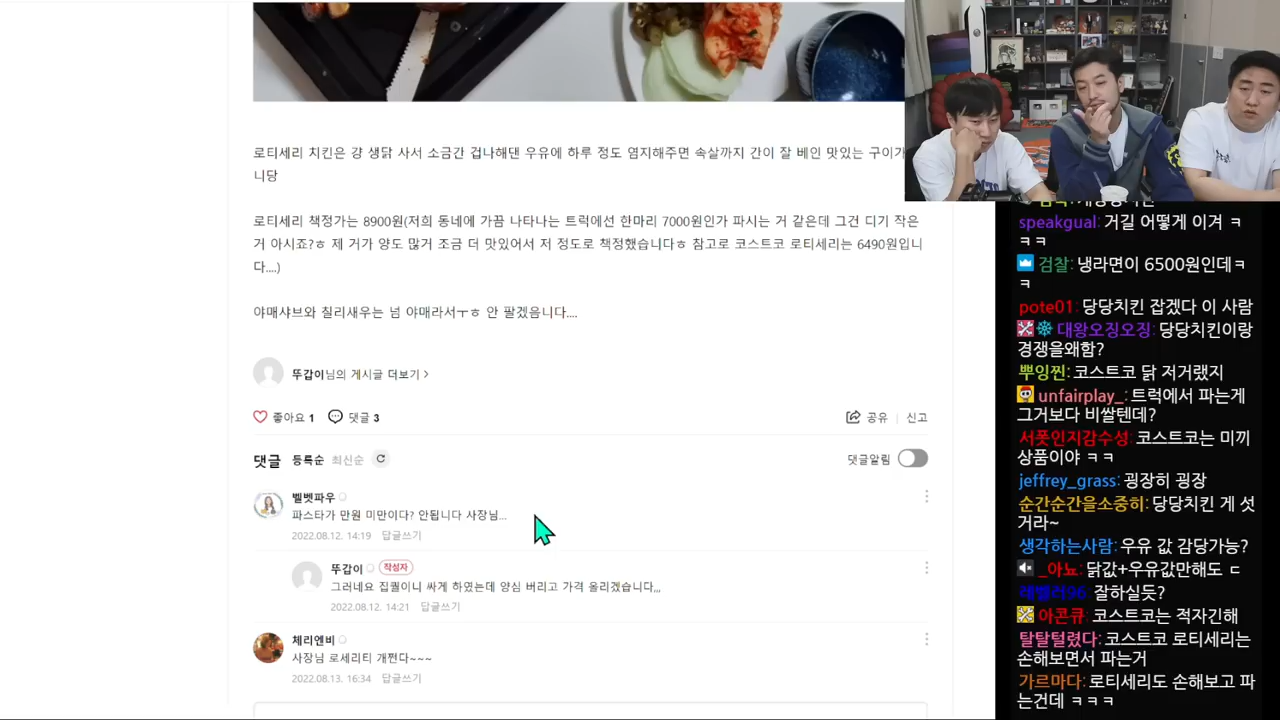 로티세리 치킨은 걍 생닭 사서 소금간 겁나해댄 우유에 하루 정도 염지해주면 속살까지 간이 잘 베인 맛있는 구이가
니당
로티세리 책정가는 8900원(저희 동네에 가끔 나타나는 트럭에선 한마리 7000원인가 파시는 거 같은데 그건 디기 작은
거 아시죠?ㅎ 제 거가 양도 많거 조금 더 맛있어서 저 정도로 책정했습니다ㅎ 참고로 코스트코 로티세리는 6490원입니
다....)
야매샤브와 칠리새우는 넘 야매라서ㅜㅎ 안 팔겠음니다....
뚜갑이님의 게시글 더보기 >
좋아요 1 댓글 3 공유 신고
댓글 등록순 최신순 댓글알림
벨벳파우
파스타가 만원 미만이다? 안됩니다 사장님...
2022.08.12. 14:19 답글쓰기
뚜갑이 작성자
그러네요 집퀄이니 싸게 하였는데 양심 버리고 가격 올리겠습니다,,,
2022.08.12. 14:21 답글쓰기
체리엔비
사장님 로세리티 개쩐다~~~
2022.08.13. 16:34 답글쓰기
speakgual: 거길 어떻게 이겨 ㅋ
ㅋㅋ
검찰: 냉라면이 6500원인데ㅋ
ㅋ
pote01: 당당치킨 잡겠다 이 사람
대왕오징오징: 당당치킨이랑
경쟁을왜함?
뿌잉찐: 코스트코 닭 저거랬지
unfairplay_: 트럭에서 파는게
그거보다 비쌀텐데?
서폿인지감수성: 코스트코는 미끼
상품이야 ㅋㅋ
jeffrey_grass: 굉장히 굉장
순간순간을소중히: 당당치킨 게 섯
거라~
생각하는사람: 우유 값 감당가능?
_아뇨: 닭값+우유값만해도 ㄷ
레벨러96: 잘하실듯?
아콘큐: 코스트코는 적자긴해
탈탈털렸다: 코스트코 로티세리는
손해보면서 파는거
가르마다: 로티세리도 손해보고 파
는건데 ㅋㅋㅋ